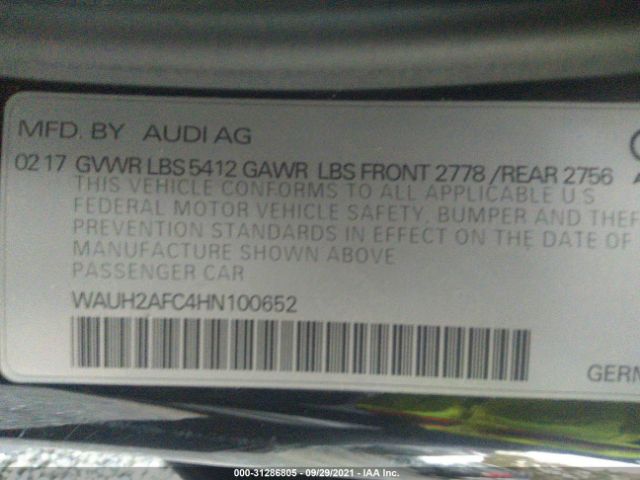 MFD. BY AUDI AG
02 17 GVWR LBS 5412 GAWR LBS FRONT 2778 /REAR 2756
THIS VEHICLE CONFORMS TO ALL APPLICABLE U.S
FEDERAL MOTOR VEHICLE SAFETY, BUMPER AND THEF
PREVENTION STANDARDS IN EFFECT ON THE DATE OF
MANUFACTURE SHOWN ABOVE
PASSENGER CAR
WAUH2AFC4HN100652
GERM
000-31286805 - 09/29/2021 - IAA Inc.